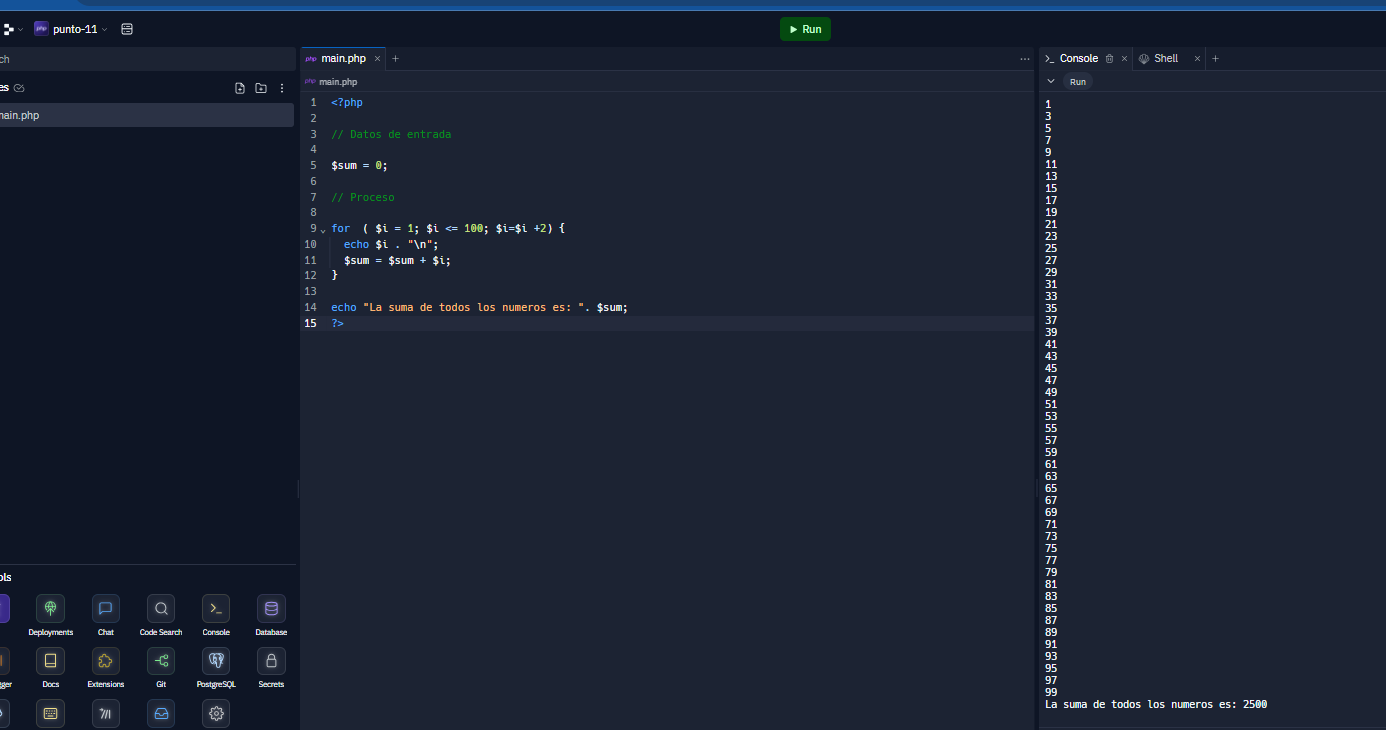 punto-11
Run
ch
es
main.php
ols
Deployments
Chat
Code Search
Console
Database
gger
Docs
Extensions
Git
PostgreSQL
Secrets
php main.php
php main.php
1 <?php
2
3 // Datos de entrada
4
5 $sum = 0;
6
7 // Proceso
8
9 for ( $i = 1; $i <= 100; $i=$i +2) {
10 echo $i . "\n";
11 $sum = $sum + $i;
12 }
13
14 echo "La suma de todos los numeros es: ". $sum;
15 ?>
Console
Shell
Run
1
3
5
7
9
11
13
15
17
19
21
23
25
27
29
31
33
35
37
39
41
43
45
47
49
51
53
55
57
59
61
63
65
67
69
71
73
75
77
79
81
83
85
87
89
91
93
95
97
99
La suma de todos los numeros es: 2500